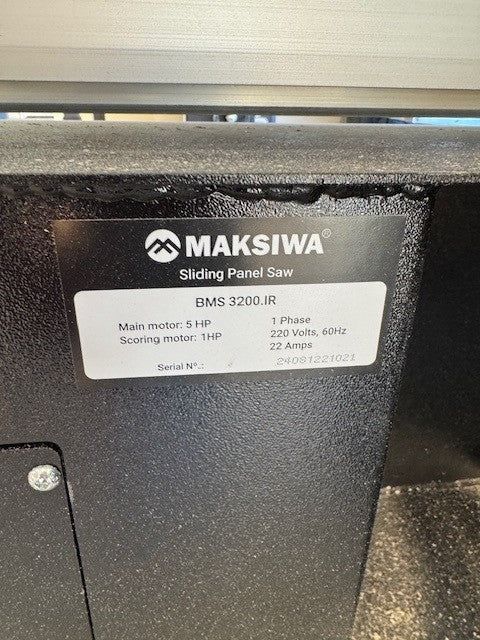 MAKSIWA®
Sliding Panel Saw
BMS 3200.IR
Main motor: 5 HP
Scoring motor: 1HP
1 Phase
220 Volts, 60Hz
22 Amps
Serial Nº.: 24081221021